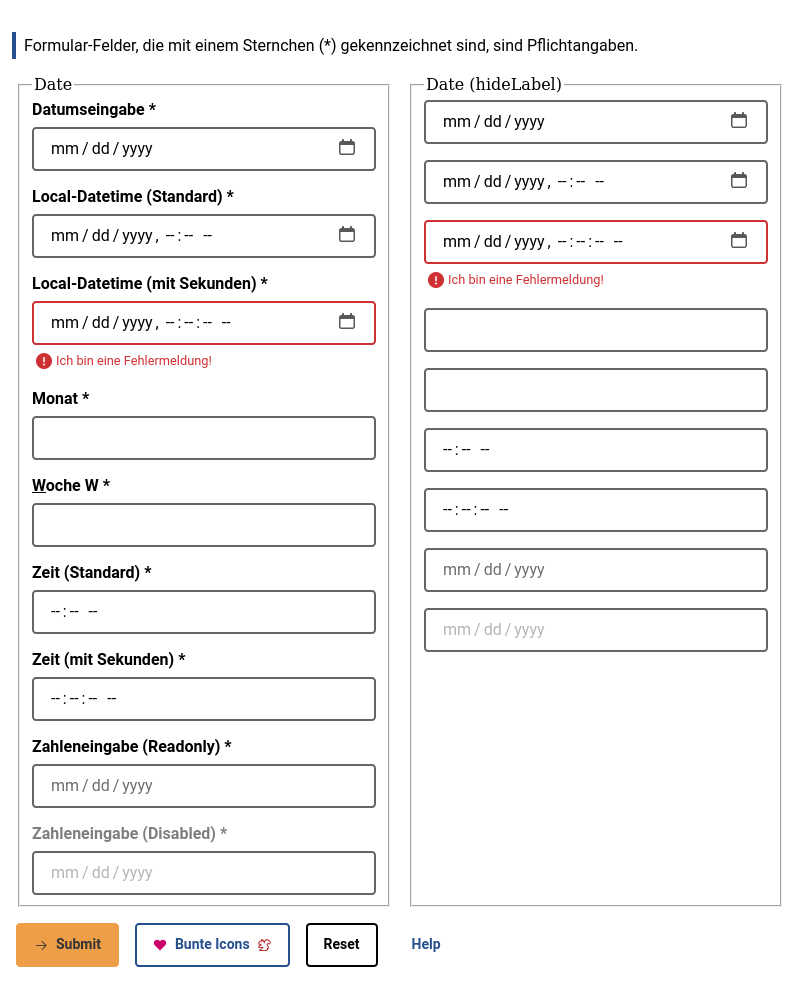 Formular-Felder, die mit einem Sternchen (*) gekennzeichnet sind, sind Pflichtangaben.
Date
Datumseingabe *
mm / dd / yyyy
Local-Datetime (Standard) *
mm / dd / yyyy, --:-- --
Local-Datetime (mit Sekunden) *
mm / dd / yyyy, --:--:-- --
Ich bin eine Fehlermeldung!
Monat *
Woche W *
Zeit (Standard) *
--:-- --
Zeit (mit Sekunden) *
--:--:-- --
Zahleneingabe (Readonly) *
mm / dd / yyyy
Zahleneingabe (Disabled) *
mm / dd / yyyy
Date (hideLabel)
mm / dd / yyyy
mm / dd / yyyy, --:-- --
mm / dd / yyyy, --:--:-- --
Ich bin eine Fehlermeldung!
--:-- --
--:--:-- --
mm / dd / yyyy
mm / dd / yyyy
Submit
Bunte Icons
Reset
Help